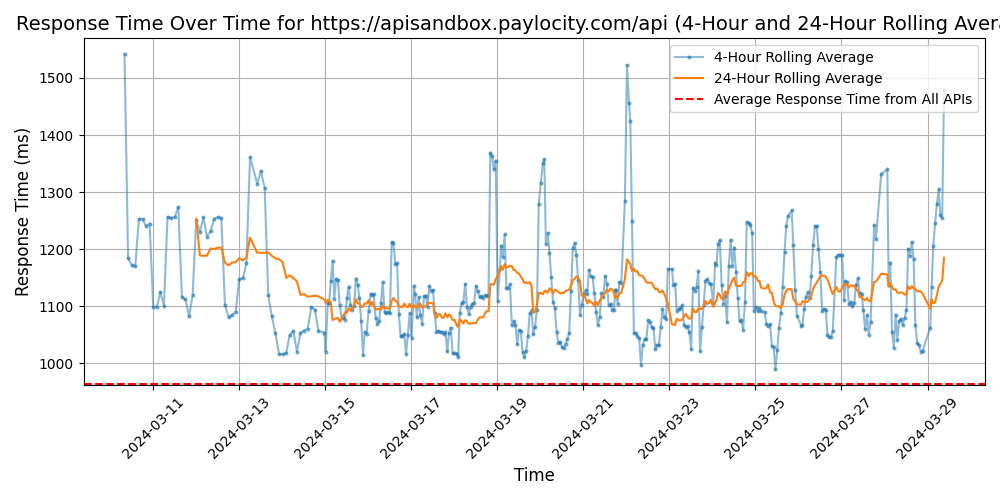 Response Time Over Time for https://apisandbox.paylocity.com/api (4-Hour and 24-Hour Rolling Avera
4-Hour Rolling Average
24-Hour Rolling Average
Average Response Time from All APIs
Response Time (ms)
1500
1400
1300
1200
1100
1000
2024-03-11
2024-03-13
2024-03-15
2024-03-17
2024-03-19
2024-03-21
2024-03-23
2024-03-25
2024-03-27
2024-03-29
Time